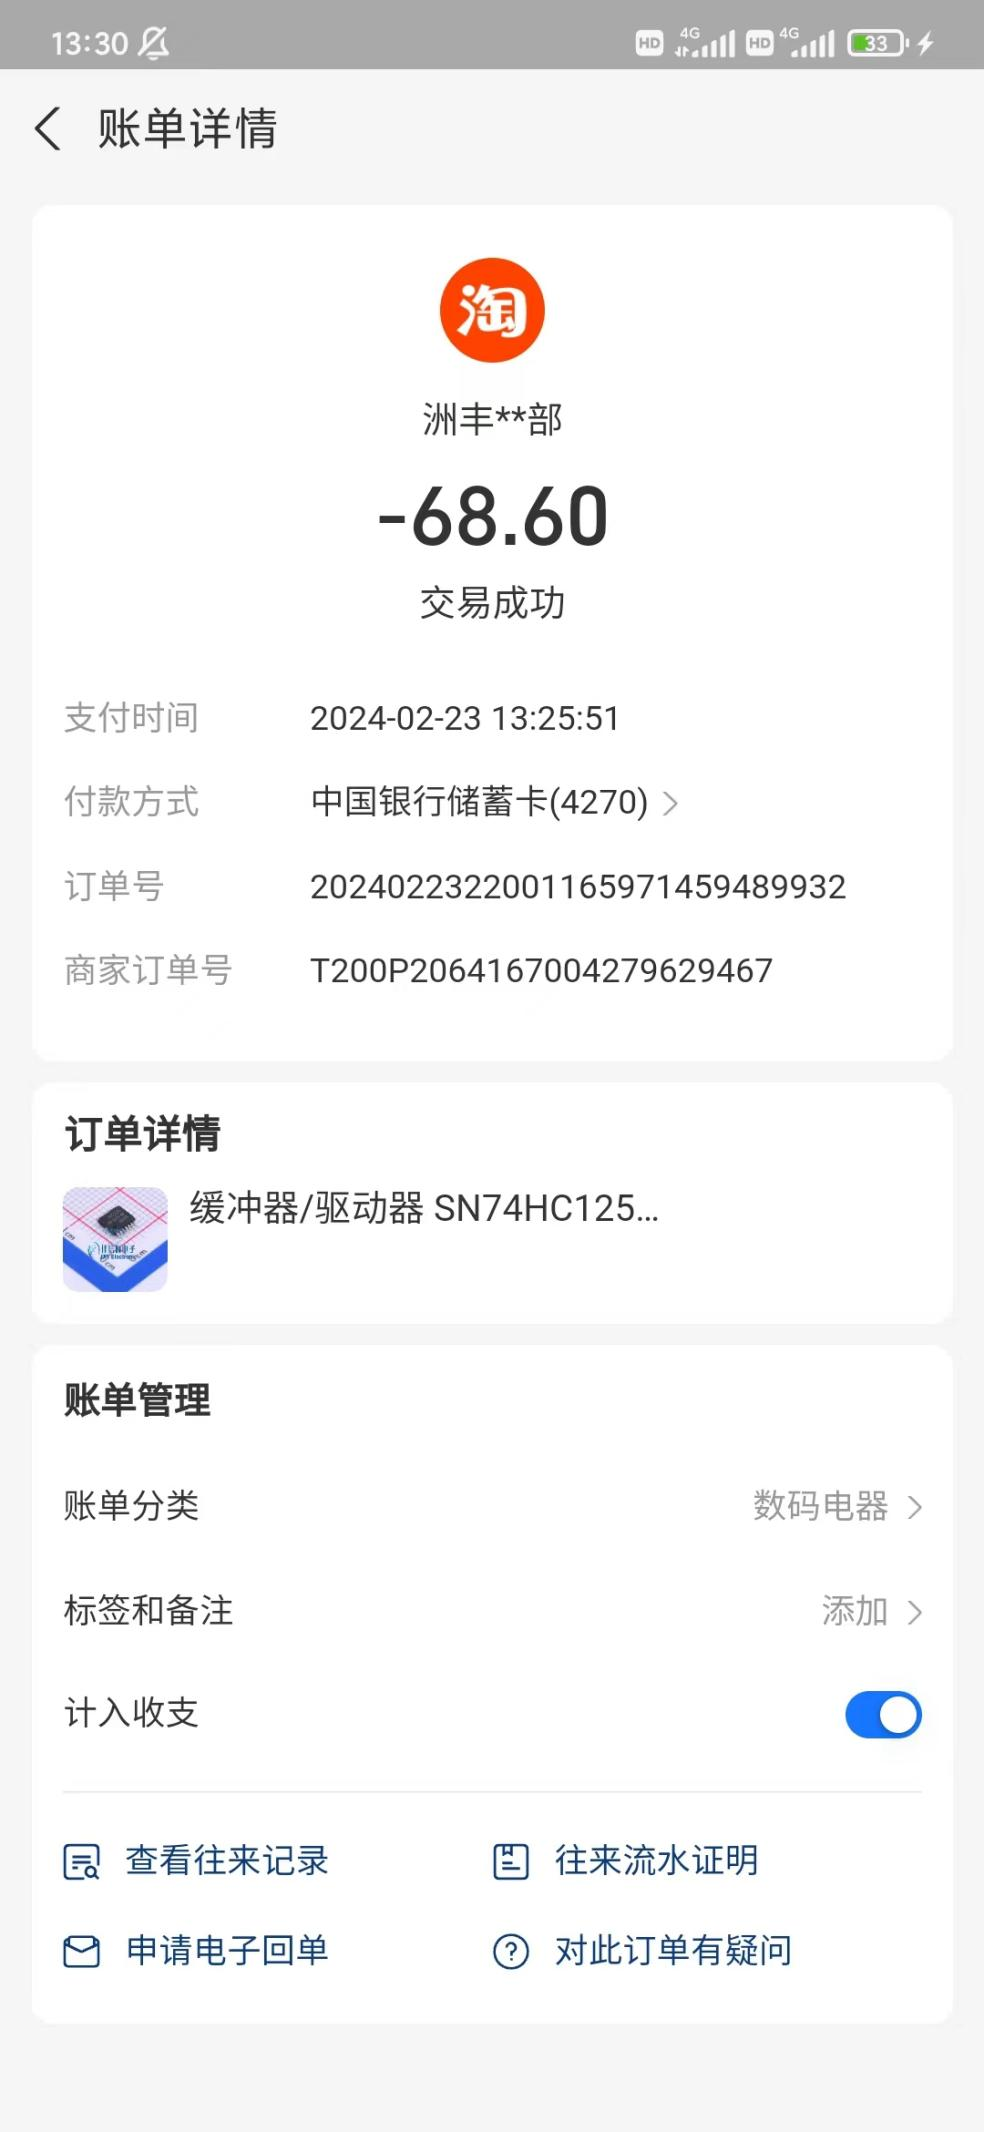 13:30 HD 4G HD 4G 33
账单详情
淘
洲丰**部
-68.60
交易成功
支付时间 2024-02-23 13:25:51
付款方式 中国银行储蓄卡(4270)
订单号 2024022322001165971459489932
商家订单号 T200P2064167004279629467
订单详情
缓冲器/驱动器 SN74HC125...
账单管理
账单分类 数码电器
标签和备注 添加
计入收支
查看往来记录 往来流水证明
申请电子回单 对此订单有疑问